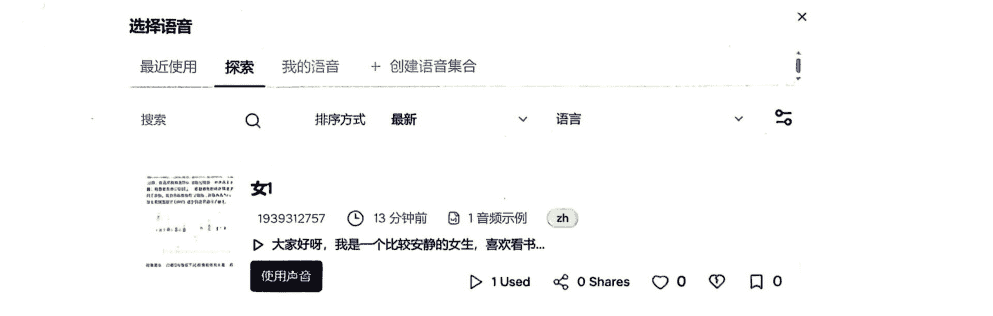 选择语音
最近使用 探索 我的语音 + 创建语音集合
搜索 排序方式 最新 语言
女1
1939312757 13 分钟前 1 音频示例 zh
大家好呀，我是一个比较安静的女生，喜欢看书...
使用声音
1 Used 0 Shares 0 0